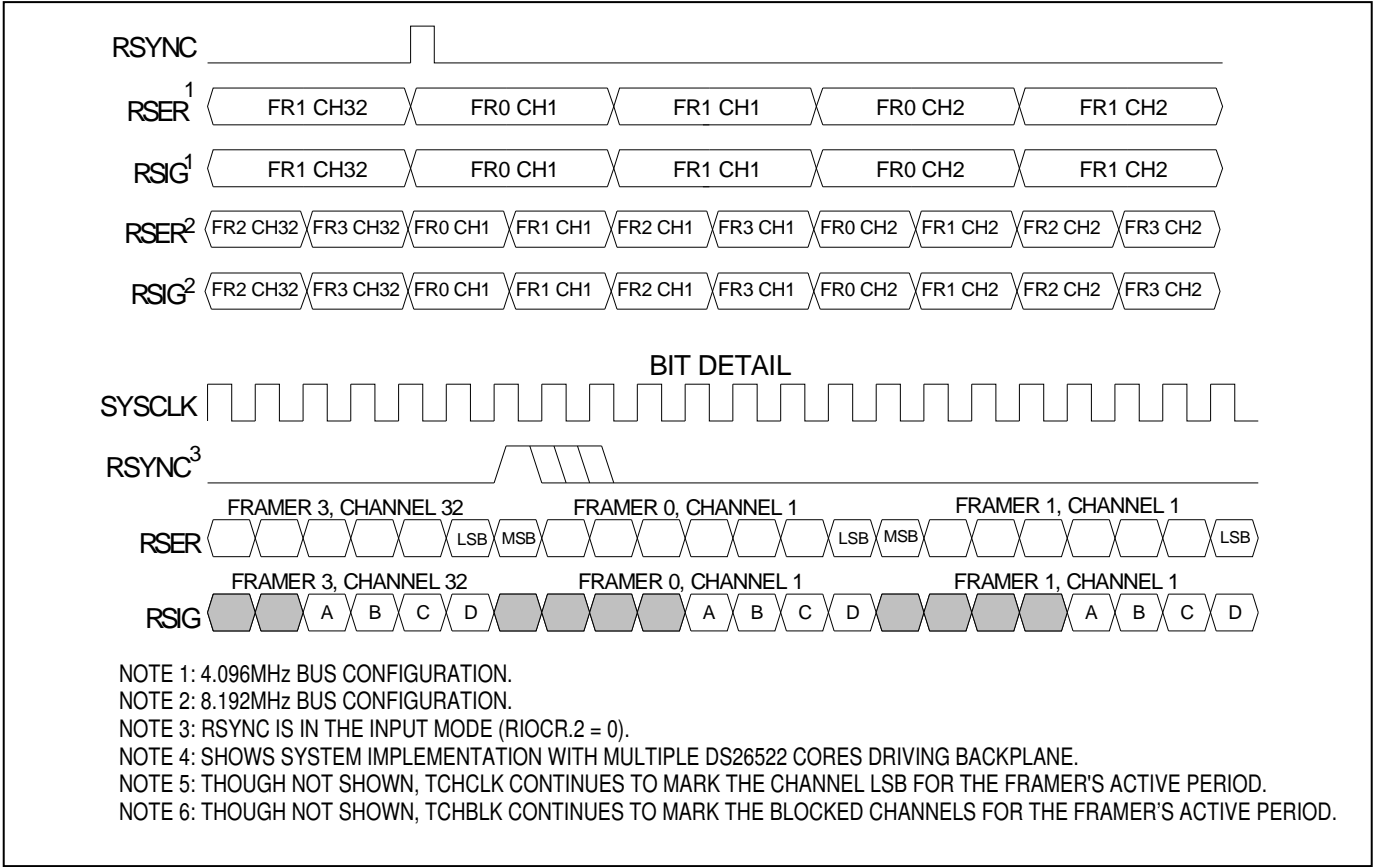 RSYNC
RSER1 FR1 CH32 FR0 CH1 FR1 CH1 FR0 CH2 FR1 CH2
RSIG1 FR1 CH32 FR0 CH1 FR1 CH1 FR0 CH2 FR1 CH2
RSER2 FR2 CH32 FR3 CH32 FR0 CH1 FR1 CH1 FR2 CH1 FR3 CH1 FR0 CH2 FR1 CH2 FR2 CH2 FR3 CH2
RSIG2 FR2 CH32 FR3 CH32 FR0 CH1 FR1 CH1 FR2 CH1 FR3 CH1 FR0 CH2 FR1 CH2 FR2 CH2 FR3 CH2
BIT DETAIL
SYSCLK
RSYNC3
FRAMER 3, CHANNEL 32 FRAMER 0, CHANNEL 1 FRAMER 1, CHANNEL 1
RSER LSB MSB LSB MSB LSB
FRAMER 3, CHANNEL 32 FRAMER 0, CHANNEL 1 FRAMER 1, CHANNEL 1
RSIG A B C D A B C D A B C D
NOTE 1: 4.096MHz BUS CONFIGURATION.
NOTE 2: 8.192MHz BUS CONFIGURATION.
NOTE 3: RSYNC IS IN THE INPUT MODE (RIOCR.2 = 0).
NOTE 4: SHOWS SYSTEM IMPLEMENTATION WITH MULTIPLE DS26522 CORES DRIVING BACKPLANE.
NOTE 5: THOUGH NOT SHOWN, TCHCLK CONTINUES TO MARK THE CHANNEL LSB FOR THE FRAMER'S ACTIVE PERIOD.
NOTE 6: THOUGH NOT SHOWN, TCHBLK CONTINUES TO MARK THE BLOCKED CHANNELS FOR THE FRAMER’S ACTIVE PERIOD.